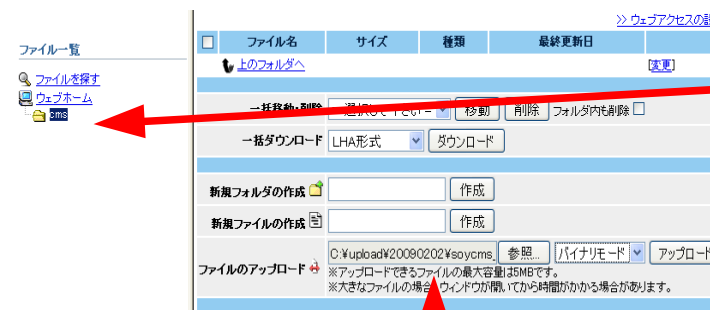 >> ウェブアクセスの
ファイル一覧
ファイルを探す
ウェブホーム
cms
ファイル名 サイズ 種類 最終更新日
上のフォルダへ [変更]
一括移動・削除 移動 削除 フォルダ内も削除
一括ダウンロード LHA形式 ダウンロード
新規フォルダの作成 作成
新規ファイルの作成 作成
ファイルのアップロード C:¥upload¥20090202¥soycms_ 参照... バイナリモード アップロード
※アップロードできるファイルの最大容量は5MBです。
※大きなファイルの場合、ウィンドウが開いてから時間がかかる場合があります。